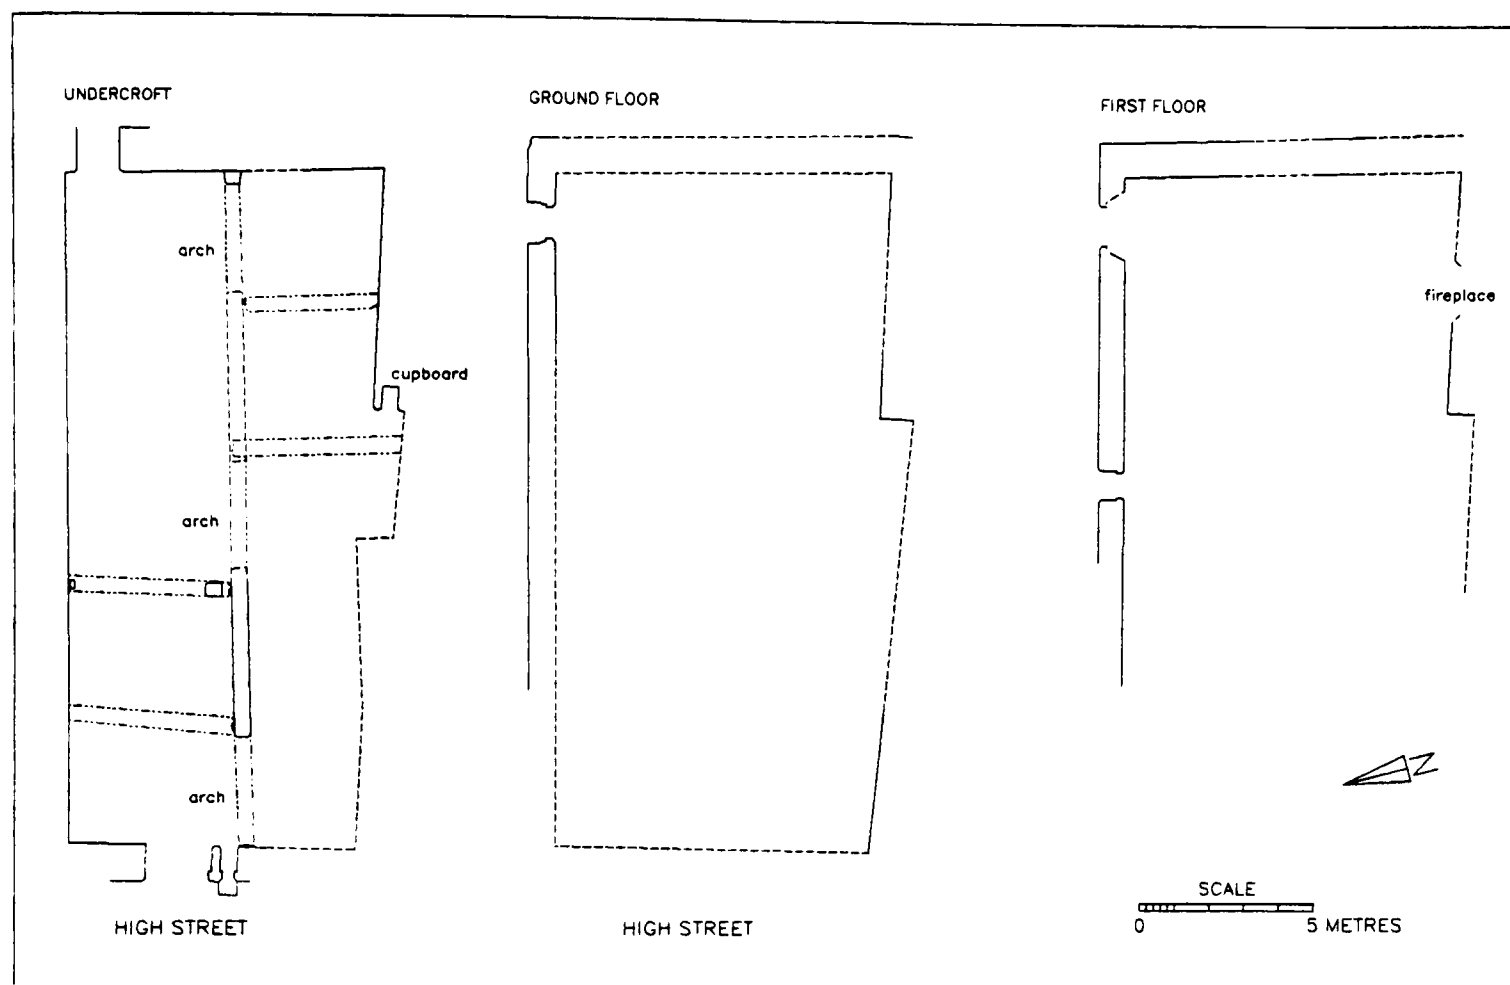 UNDERCROFT
arch
cupboard
arch
arch
HIGH STREET
GROUND FLOOR
HIGH STREET
FIRST FLOOR
fireplace
N
SCALE
0 5 METRES